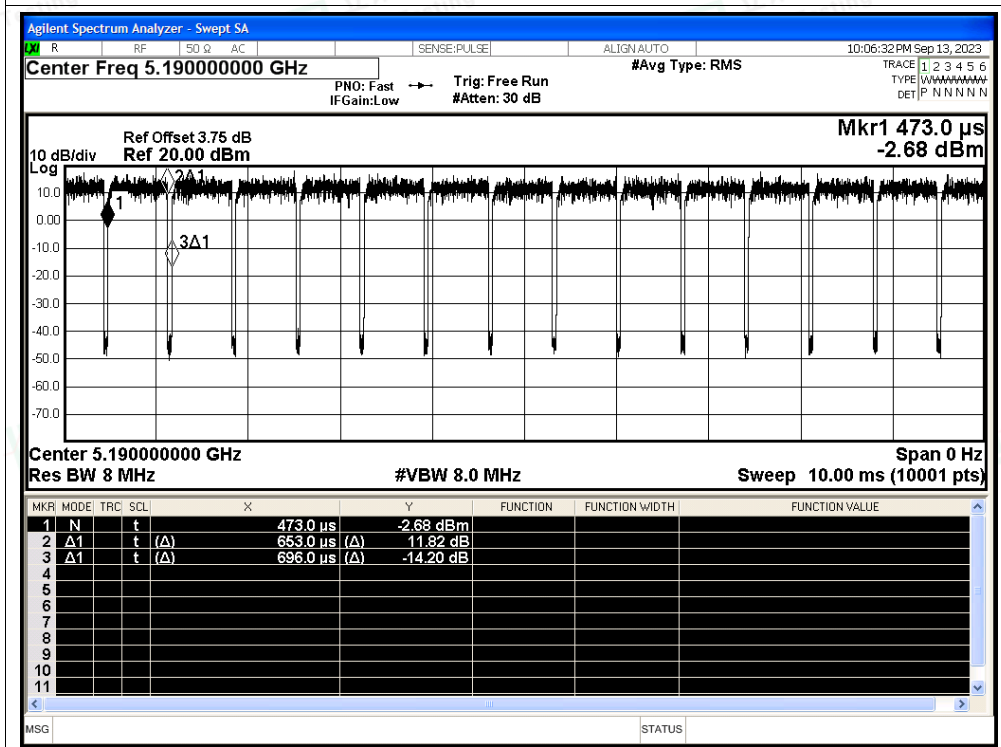 Agilent Spectrum Analyzer - Swept SA
LXI R RF 50 Ω AC SENSE:PULSE ALIGN AUTO 10:06:32 PM Sep 13, 2023
Center Freq 5.190000000 GHz #Avg Type: RMS TRACE 1 2 3 4 5 6
PNO: Fast Trig: Free Run TYPE WWWWWW
IFGain:Low #Atten: 30 dB DET P N N N N N
Mkr1 473.0 µs
Ref Offset 3.75 dB
10 dB/div Ref 20.00 dBm -2.68 dBm
Log
2Δ1
10.0
1
0.00
3Δ1
-10.0
-20.0
-30.0
-40.0
-50.0
-60.0
-70.0
Center 5.190000000 GHz Span 0 Hz
Res BW 8 MHz #VBW 8.0 MHz Sweep 10.00 ms (10001 pts)
MKR MODE TRC SCL X Y FUNCTION FUNCTION WIDTH FUNCTION VALUE
1 N t 473.0 µs -2.68 dBm
2 Δ1 t (Δ) 653.0 µs (Δ) 11.82 dB
3 Δ1 t (Δ) 696.0 µs (Δ) -14.20 dB
4
5
6
7
8
9
10
11
MSG STATUS